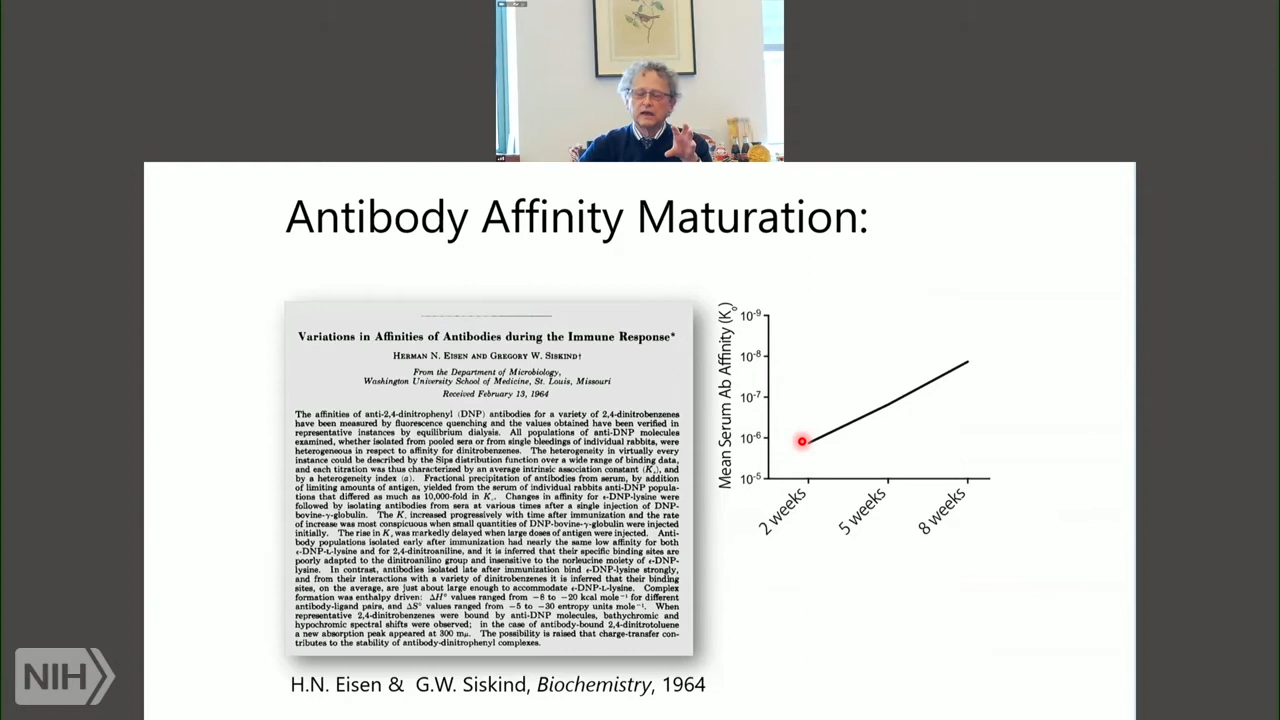 Antibody Affinity Maturation:
Variations in Affinities of Antibodies during the Immune Response*
HERMAN N. EISEN AND GREGORY W. SISKIND†
From the Department of Microbiology,
Washington University School of Medicine, St. Louis, Missouri
Received February 13, 1964
The affinities of anti-2,4-dinitrophenyl (DNP) antibodies for a variety of 2,4-dinitrobenzenes
have been measured by fluorescence quenching and the values obtained have been verified in
representative instances by equilibrium dialysis. All populations of anti-DNP molecules
examined, whether isolated from pooled sera or from single bleedings of individual rabbits, were
heterogeneous in respect to affinity for dinitrobenzenes. The heterogeneity in virtually every
instance could be described by the Sips distribution function over a wide range of binding data,
and each titration was thus characterized by an average intrinsic association constant (K₀), and
by a heterogeneity index (a). Fractional precipitation of antibodies from serum, by addition
of limiting amounts of antigen, yielded from the serum of individual rabbits anti-DNP popula-
tions that differed as much as 10,000-fold in K₀. Changes in affinity for ε-DNP-lysine were
followed by isolating antibodies from sera at various times after a single injection of DNP-
bovine-γ-globulin. The K₀ increased progressively with time after immunization and the rate
of increase was most conspicuous when small quantities of DNP-bovine-γ-globulin were injected
initially. The rise in K₀ was markedly delayed when large doses of antigen were injected. Anti-
body populations isolated early after immunization had nearly the same low affinity for both
ε-DNP-L-lysine and for 2,4-dinitroaniline, and it is inferred that their specific binding sites are
poorly adapted to the dinitroanilino group and insensitive to the norleucine moiety of ε-DNP-
lysine. In contrast, antibodies isolated late after immunization bind ε-DNP-lysine strongly,
and from their interactions with a variety of dinitrobenzenes it is inferred that their binding
sites, on the average, are just about large enough to accommodate ε-DNP-L-lysine. Complex
formation was enthalpy driven: ΔH° values ranged from −8 to −20 kcal mole⁻¹ for different
antibody-ligand pairs, and ΔS° values ranged from −5 to −30 entropy units mole⁻¹. When
representative 2,4-dinitrobenzenes were bound by anti-DNP molecules, bathychromic and
hypochromic spectral shifts were observed; in the case of antibody-bound 2,4-dinitrotoluene
a new absorption peak appeared at 300 mμ. The possibility is raised that charge-transfer con-
tributes to the stability of antibody-dinitrophenyl complexes.
H.N. Eisen & G.W. Siskind, Biochemistry, 1964
Mean Serum Ab Affinity (K₀)
10⁻⁹
10⁻⁸
10⁻⁷
10⁻⁶
10⁻⁵
2 weeks
5 weeks
8 weeks
NIH